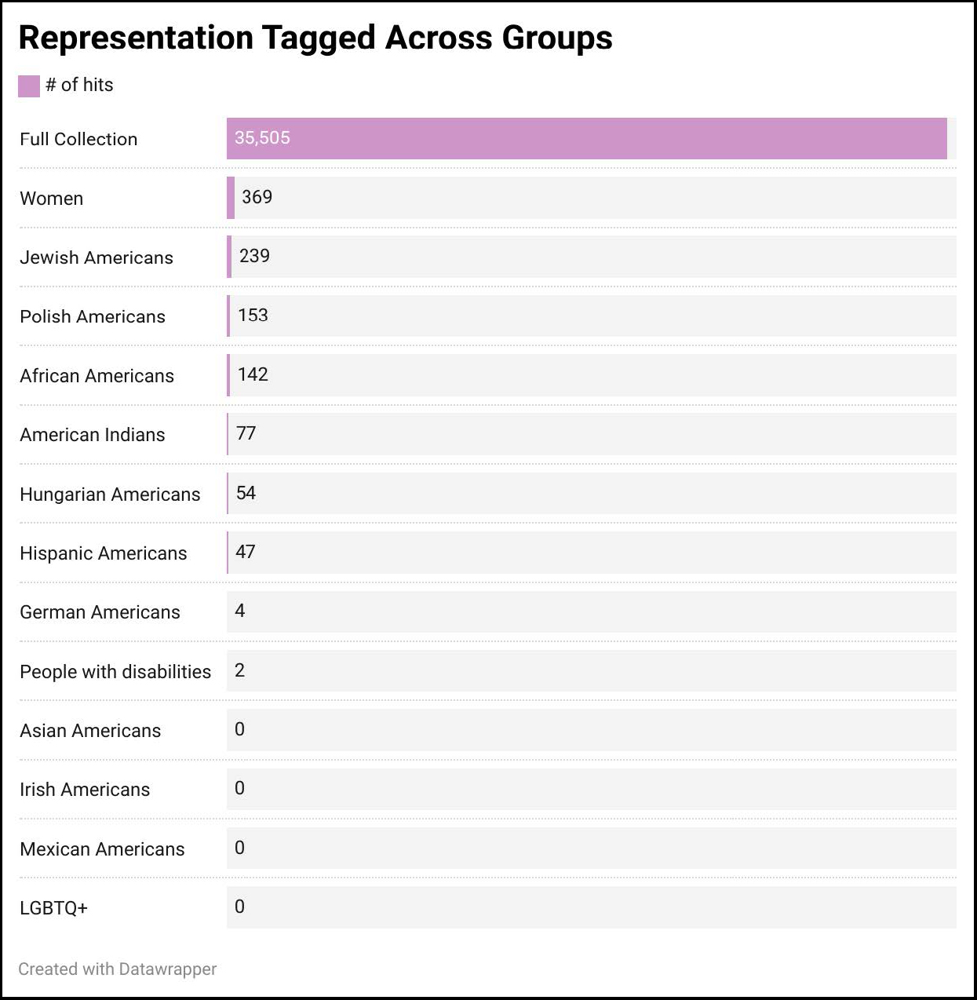 Representation Tagged Across Groups
# of hits
Full Collection 35,505
Women 369
Jewish Americans 239
Polish Americans 153
African Americans 142
American Indians 77
Hungarian Americans 54
Hispanic Americans 47
German Americans 4
People with disabilities 2
Asian Americans 0
Irish Americans 0
Mexican Americans 0
LGBTQ+ 0
Created with Datawrapper